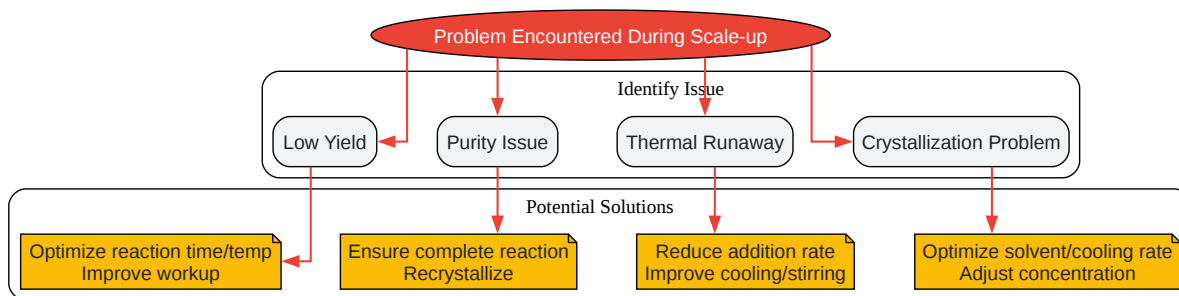 Problem Encountered During Scale-up
Identify Issue
Low Yield
Purity Issue
Thermal Runaway
Crystallization Problem
Potential Solutions
Optimize reaction time/temp
Improve workup
Ensure complete reaction
Recrystallize
Reduce addition rate
Improve cooling/stirring
Optimize solvent/cooling rate
Adjust concentration